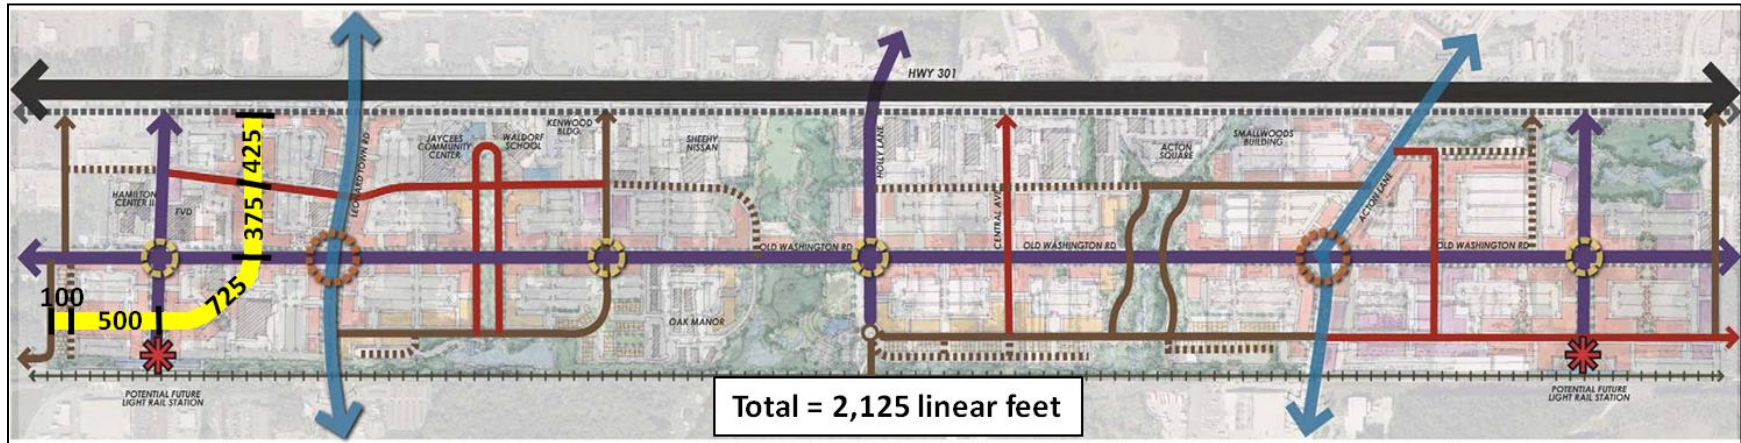 HWY 301
425
LEONARDTOWN RD
JAYCEES
COMMUNITY
CENTER
WALDORF
SCHOOL
KENWOOD
BLDG.
SHEEHY
NISSAN
HOLLY LANE
CENTRAL AVE
ACTON
SQUARE
SMALLWOODS
BUILDING
ACTON LANE
HAMILTON
CENTER II
FVD
375
OLD WASHINGTON RD
OLD WASHINGTON RD
OLD WASHINGTON RD
100
500
725
OAK MANOR
POTENTIAL FUTURE
LIGHT RAIL STATION
Total = 2,125 linear feet
POTENTIAL FUTURE
LIGHT RAIL STATION